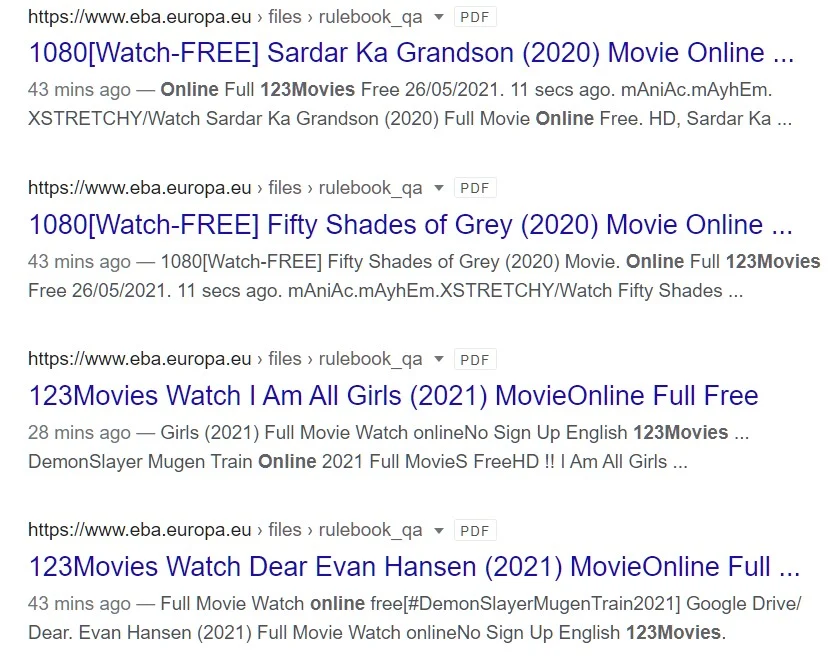 https://www.eba.europa.eu › files › rulebook_qa ▼ PDF
1080[Watch-FREE] Sardar Ka Grandson (2020) Movie Online ...
43 mins ago — Online Full 123Movies Free 26/05/2021. 11 secs ago. mAniAc.mAyhEm.
XSTRETCHY/Watch Sardar Ka Grandson (2020) Full Movie Online Free. HD, Sardar Ka ...
https://www.eba.europa.eu › files › rulebook_qa ▼ PDF
1080[Watch-FREE] Fifty Shades of Grey (2020) Movie Online ...
43 mins ago — 1080[Watch-FREE] Fifty Shades of Grey (2020) Movie. Online Full 123Movies
Free 26/05/2021. 11 secs ago. mAniAc.mAyhEm.XSTRETCHY/Watch Fifty Shades ...
https://www.eba.europa.eu › files › rulebook_qa ▼ PDF
123Movies Watch I Am All Girls (2021) MovieOnline Full Free
28 mins ago — Girls (2021) Full Movie Watch onlineNo Sign Up English 123Movies ...
DemonSlayer Mugen Train Online 2021 Full MovieS FreeHD !! I Am All Girls ...
https://www.eba.europa.eu › files › rulebook_qa ▼ PDF
123Movies Watch Dear Evan Hansen (2021) MovieOnline Full ...
43 mins ago — Full Movie Watch online free[#DemonSlayerMugenTrain2021] Google Drive/
Dear. Evan Hansen (2021) Full Movie Watch onlineNo Sign Up English 123Movies.